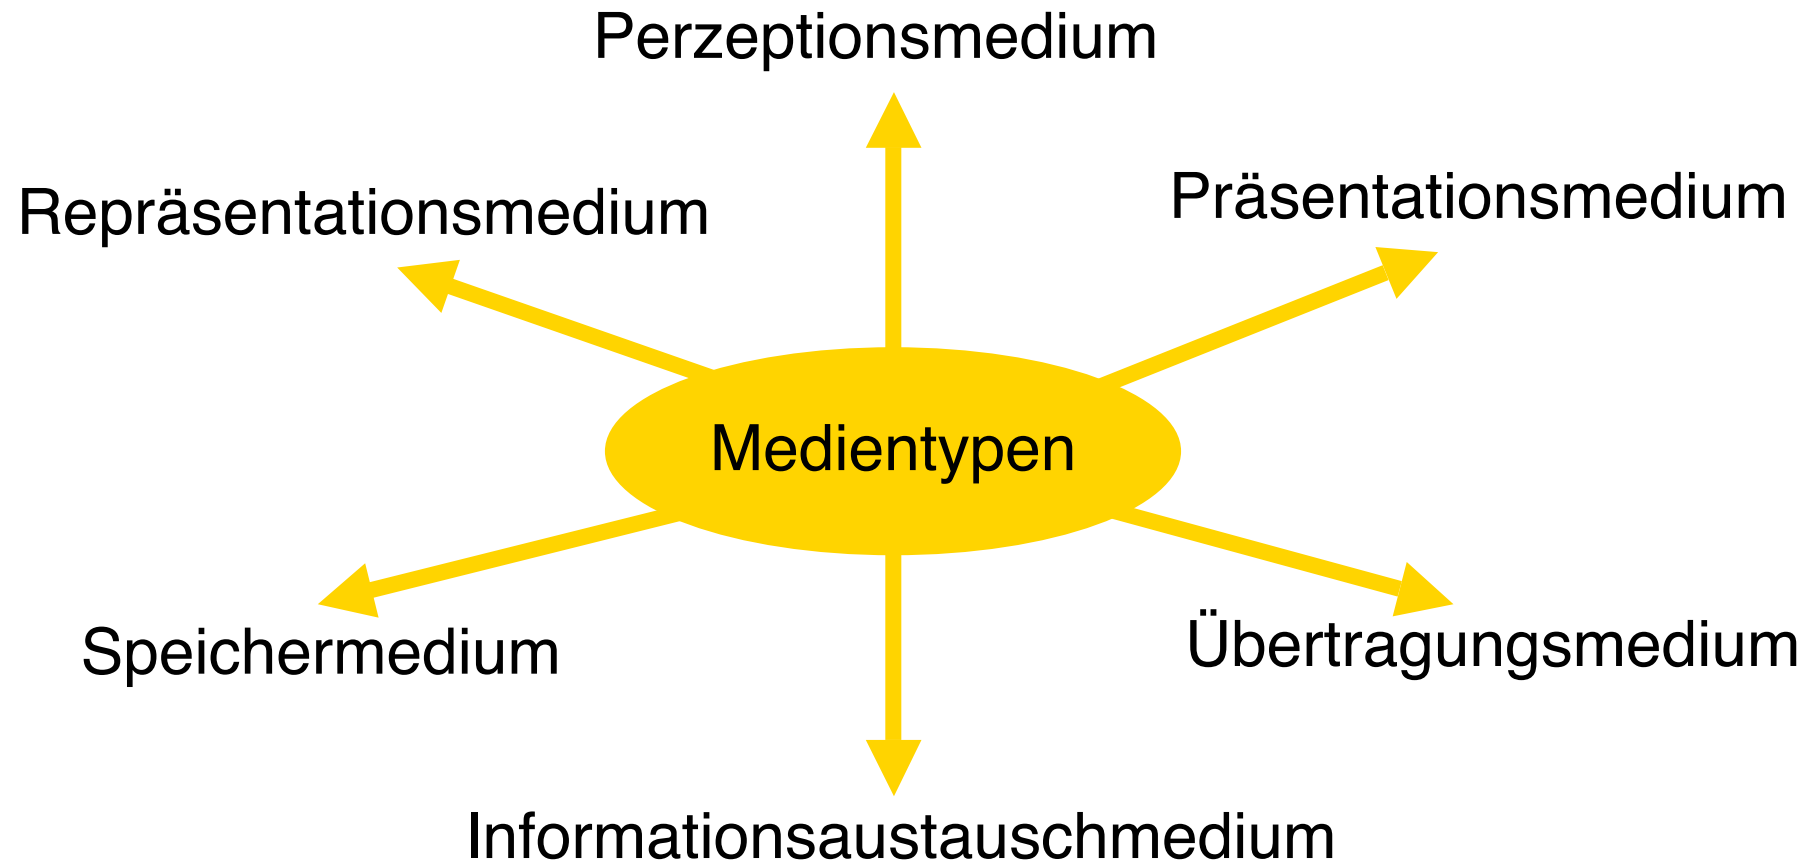 Perzeptionsmedium
Repräsentationsmedium
Präsentationsmedium
Medientypen
Speichermedium
Übertragungsmedium
Informationsaustauschmedium